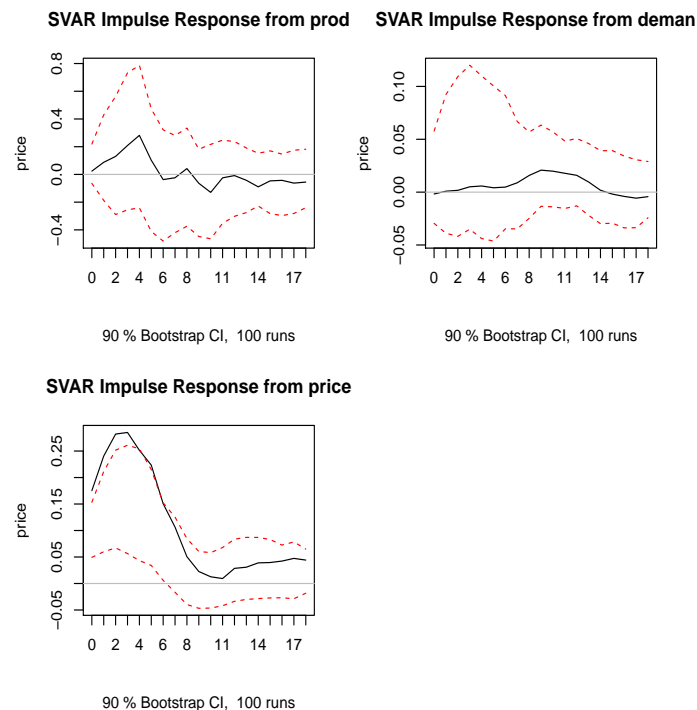 SVAR Impulse Response from prod
price
-0.4 0.0 0.4 0.8
0 2 4 6 8 11 14 17
90 % Bootstrap CI, 100 runs
SVAR Impulse Response from deman
price
-0.05 0.00 0.05 0.10
0 2 4 6 8 11 14 17
90 % Bootstrap CI, 100 runs
SVAR Impulse Response from price
price
-0.05 0.05 0.15 0.25
0 2 4 6 8 11 14 17
90 % Bootstrap CI, 100 runs